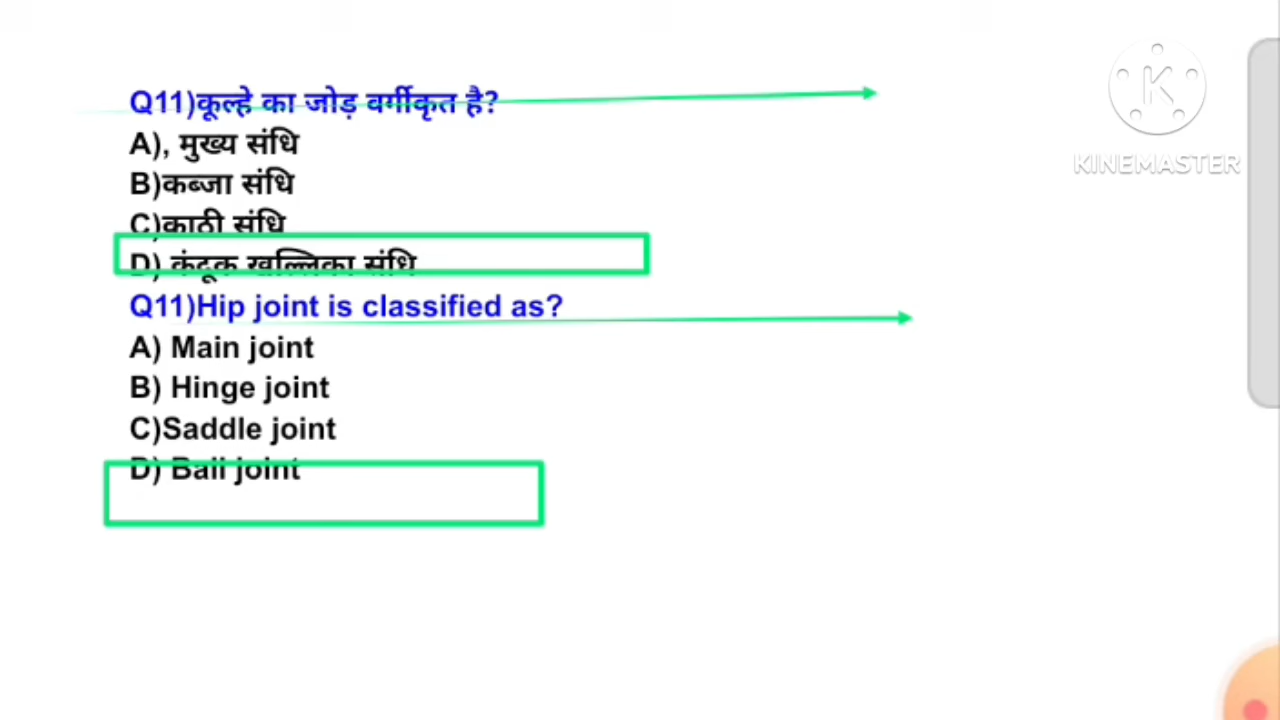 Q11)कूल्हे का जोड़ वर्गीकृत है?
A), मुख्य संधि
B)कब्जा संधि
C)काठी संधि
D) कंदूक खल्लिका संधि
Q11)Hip joint is classified as?
A) Main joint
B) Hinge joint
C)Saddle joint
D) Ball joint
KINEMASTER